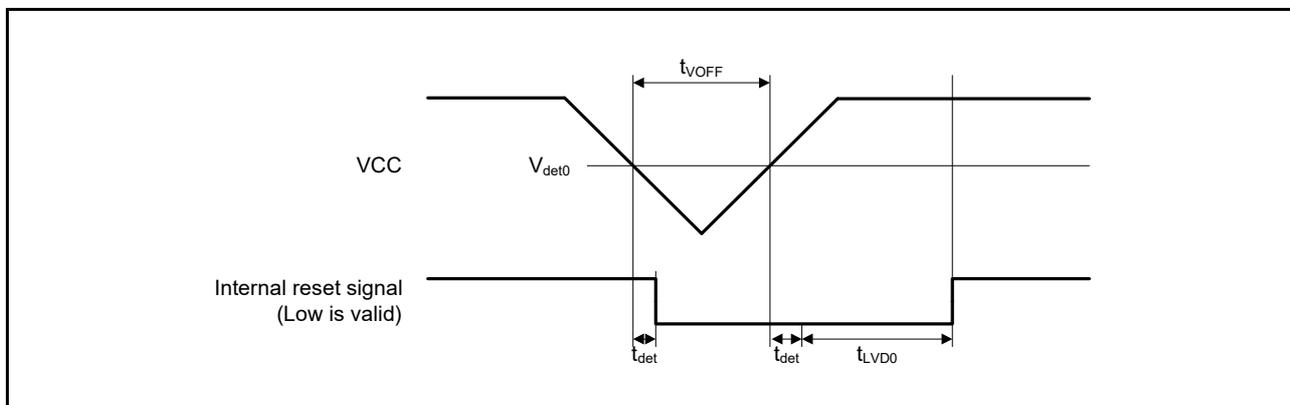 tVOFF
VCC
Vdet0
Internal reset signal
(Low is valid)
tdet
tdet
tLVD0